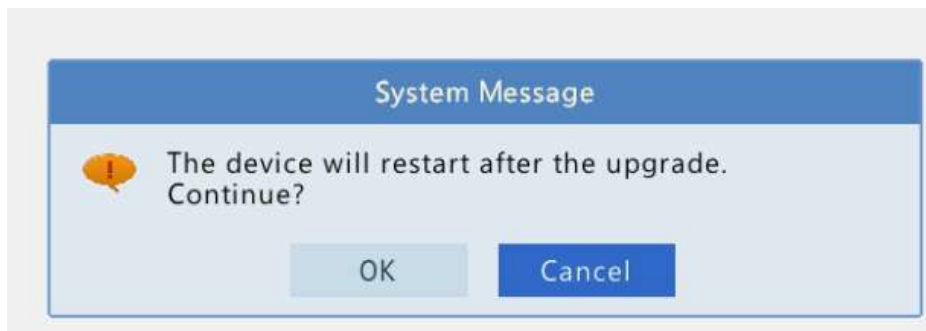 System Message
The device will restart after the upgrade.
Continue?
OK
Cancel